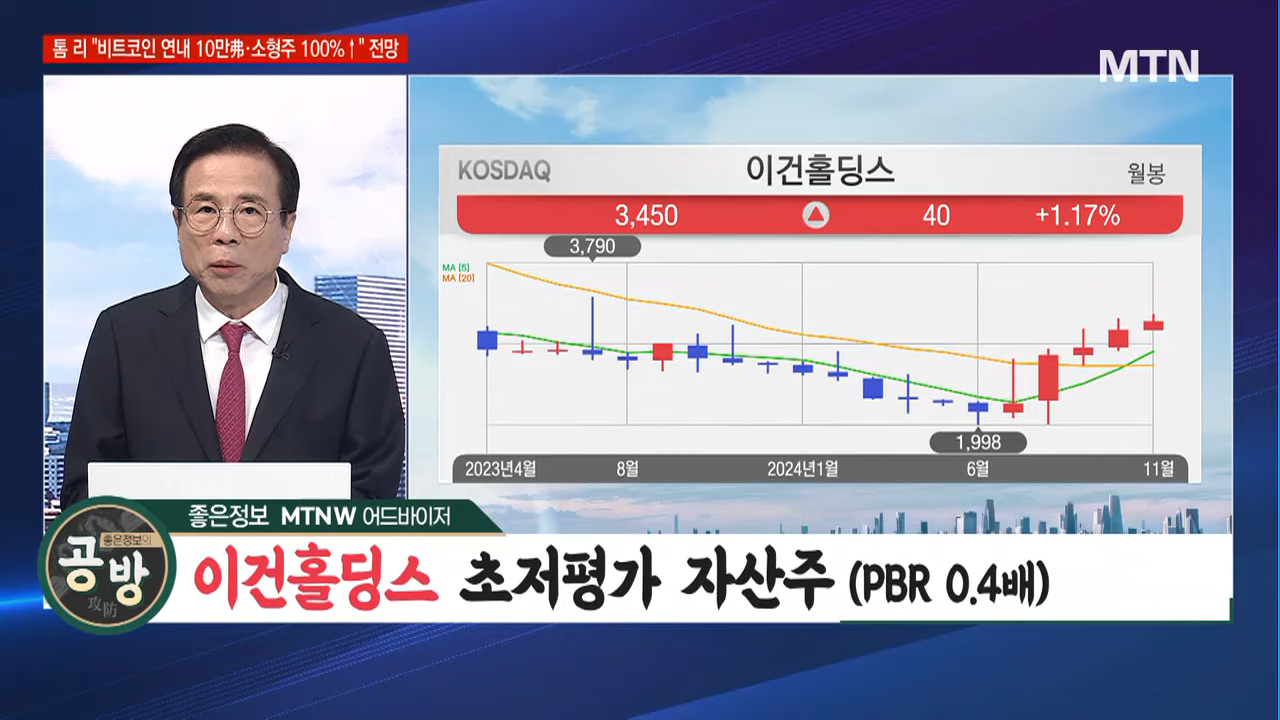 톰 리 "비트코인 연내 10만弗·소형주 100%↑" 전망
MTN
KOSDAQ
이건홀딩스
월봉
3,450
40
+1.17%
3,790
MA [5]
MA [20]
1,998
2023년4월
8월
2024년1월
6월
11월
좋은정보 MTNW 어드바이저
좋은정보의
공방
攻防
이건홀딩스 초저평가 자산주 (PBR 0.4배)